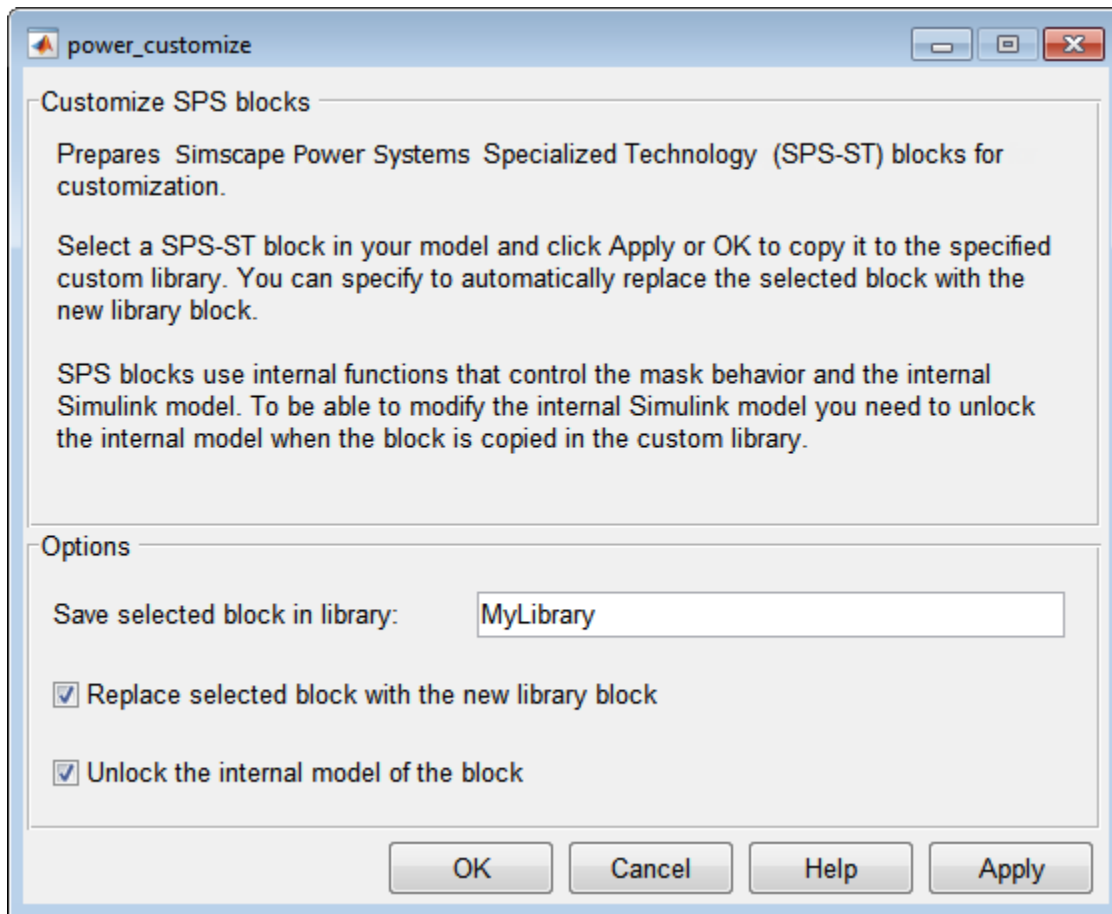 power_customize
Customize SPS blocks
Prepares Simscape Power Systems Specialized Technology (SPS-ST) blocks for
customization.
Select a SPS-ST block in your model and click Apply or OK to copy it to the specified
custom library. You can specify to automatically replace the selected block with the
new library block.
SPS blocks use internal functions that control the mask behavior and the internal
Simulink model. To be able to modify the internal Simulink model you need to unlock
the internal model when the block is copied in the custom library.
Options
Save selected block in library: MyLibrary
Replace selected block with the new library block
Unlock the internal model of the block
OK Cancel Help Apply